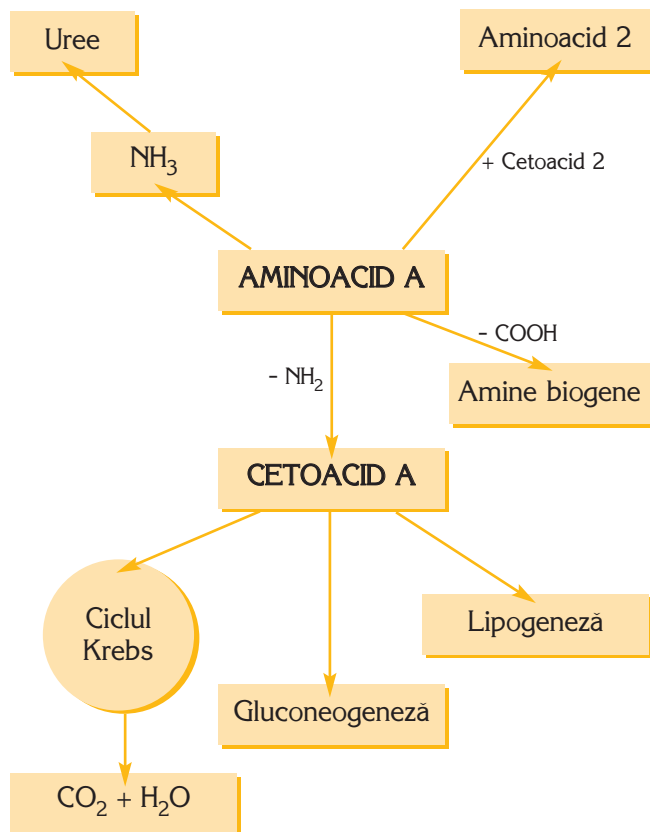 Uree
Aminoacid 2
NH₃
+ Cetoacid 2
AMINOACID A
- COOH
- NH₂
Amine biogene
CETOACID A
Ciclul
Krebs
Lipogeneză
Gluconeogeneză
CO₂ + H₂O